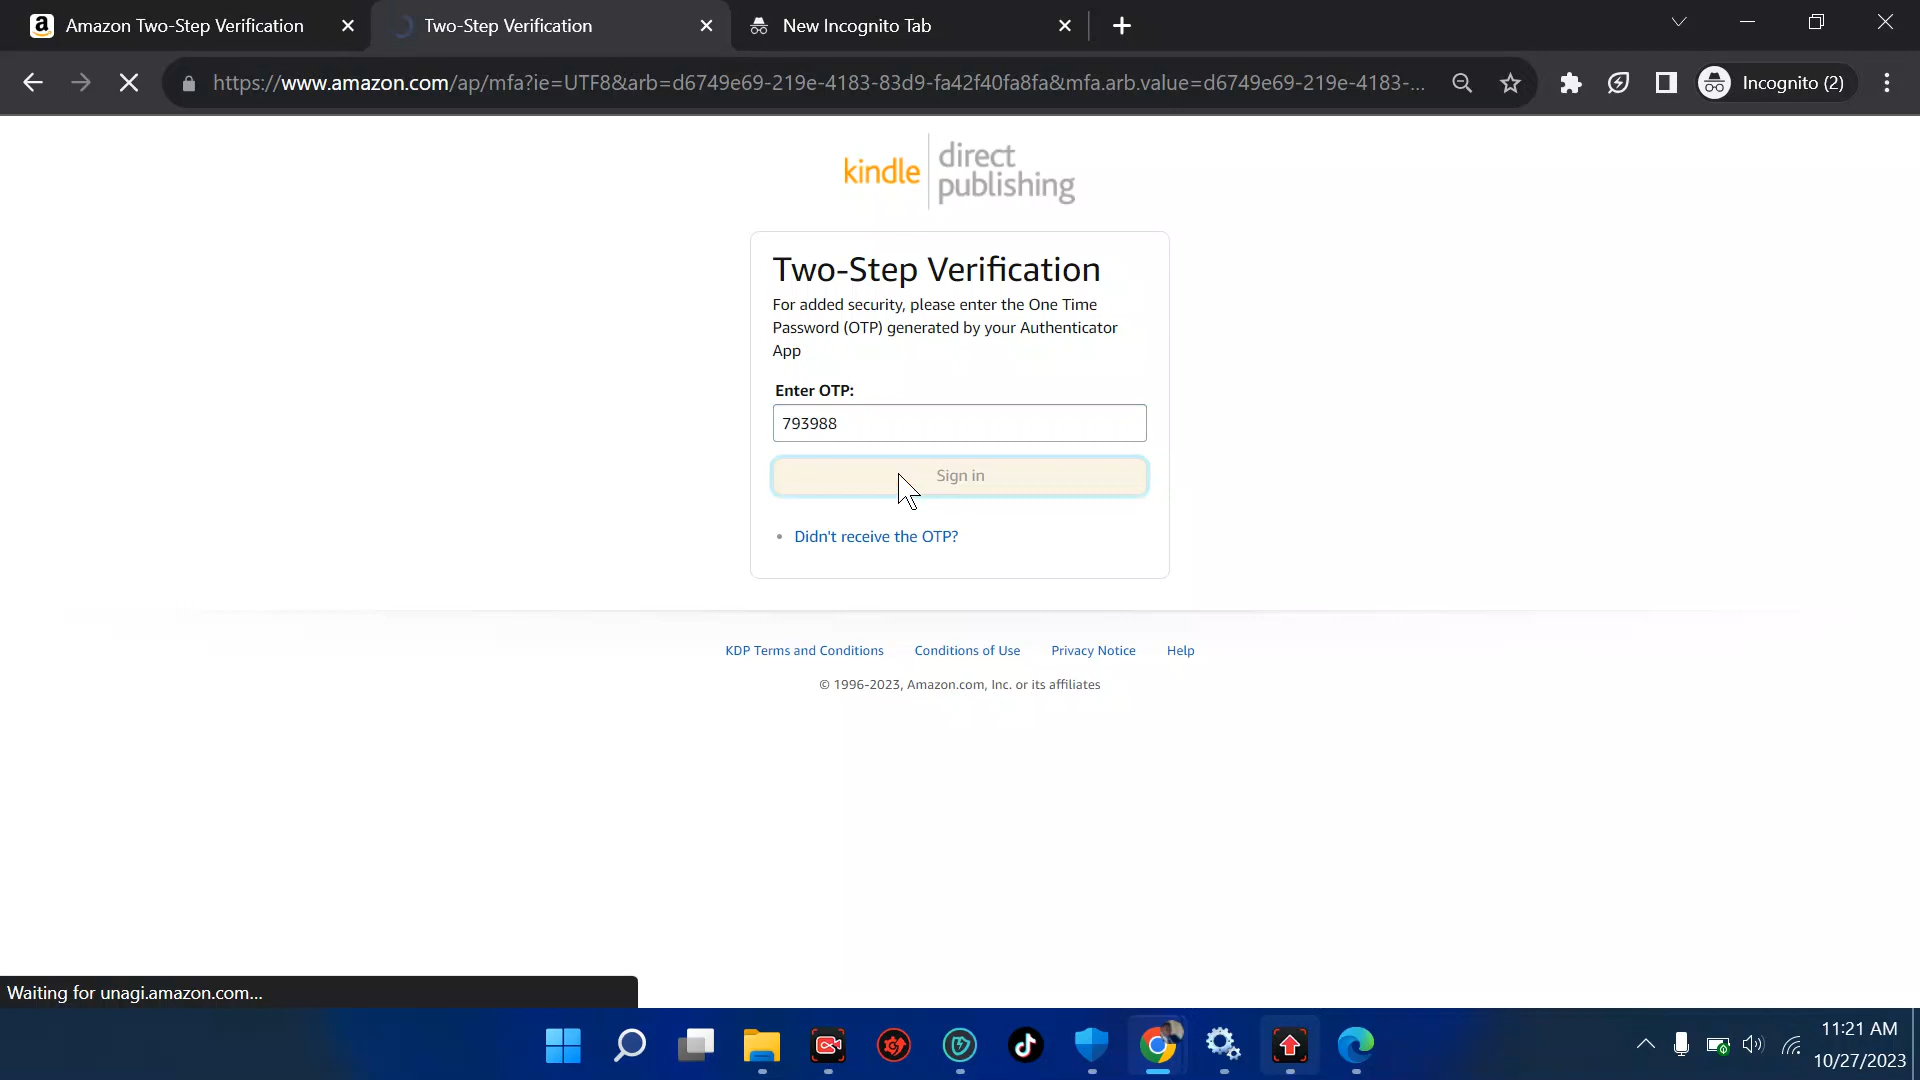 Amazon Two-Step Verification
Two-Step Verification
New Incognito Tab
https://www.amazon.com/ap/mfa?ie=UTF8&arb=d6749e69-219e-4183-83d9-fa42f40fa8fa&mfa.arb.value=d6749e69-219e-4183-...
Incognito (2)
kindle direct publishing
Two-Step Verification
For added security, please enter the One Time
Password (OTP) generated by your Authenticator
App
Enter OTP:
793988
Sign in
• Didn't receive the OTP?
KDP Terms and Conditions Conditions of Use Privacy Notice Help
© 1996-2023, Amazon.com, Inc. or its affiliates
Waiting for unagi.amazon.com...
11:21 AM
10/27/2023